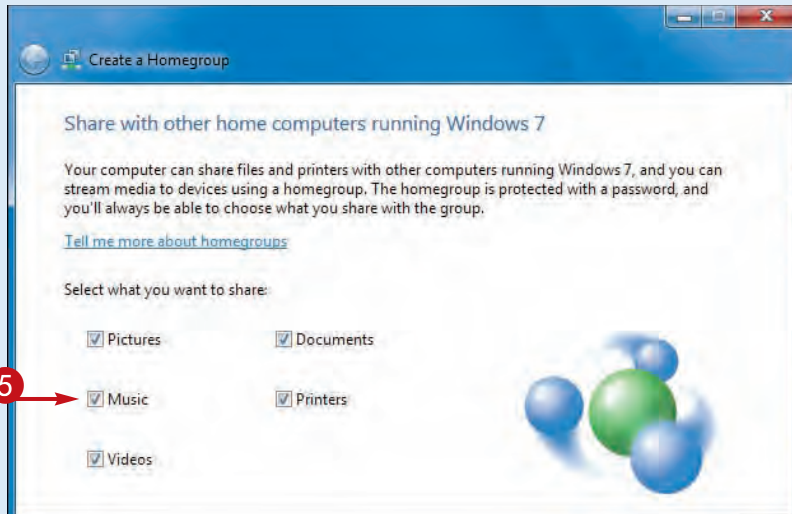 Create a Homegroup
Share with other home computers running Windows 7
Your computer can share files and printers with other computers running Windows 7, and you can
stream media to devices using a homegroup. The homegroup is protected with a password, and
you'll always be able to choose what you share with the group.
Tell me more about homegroups
Select what you want to share:
Pictures Documents
5 Music Printers
Videos